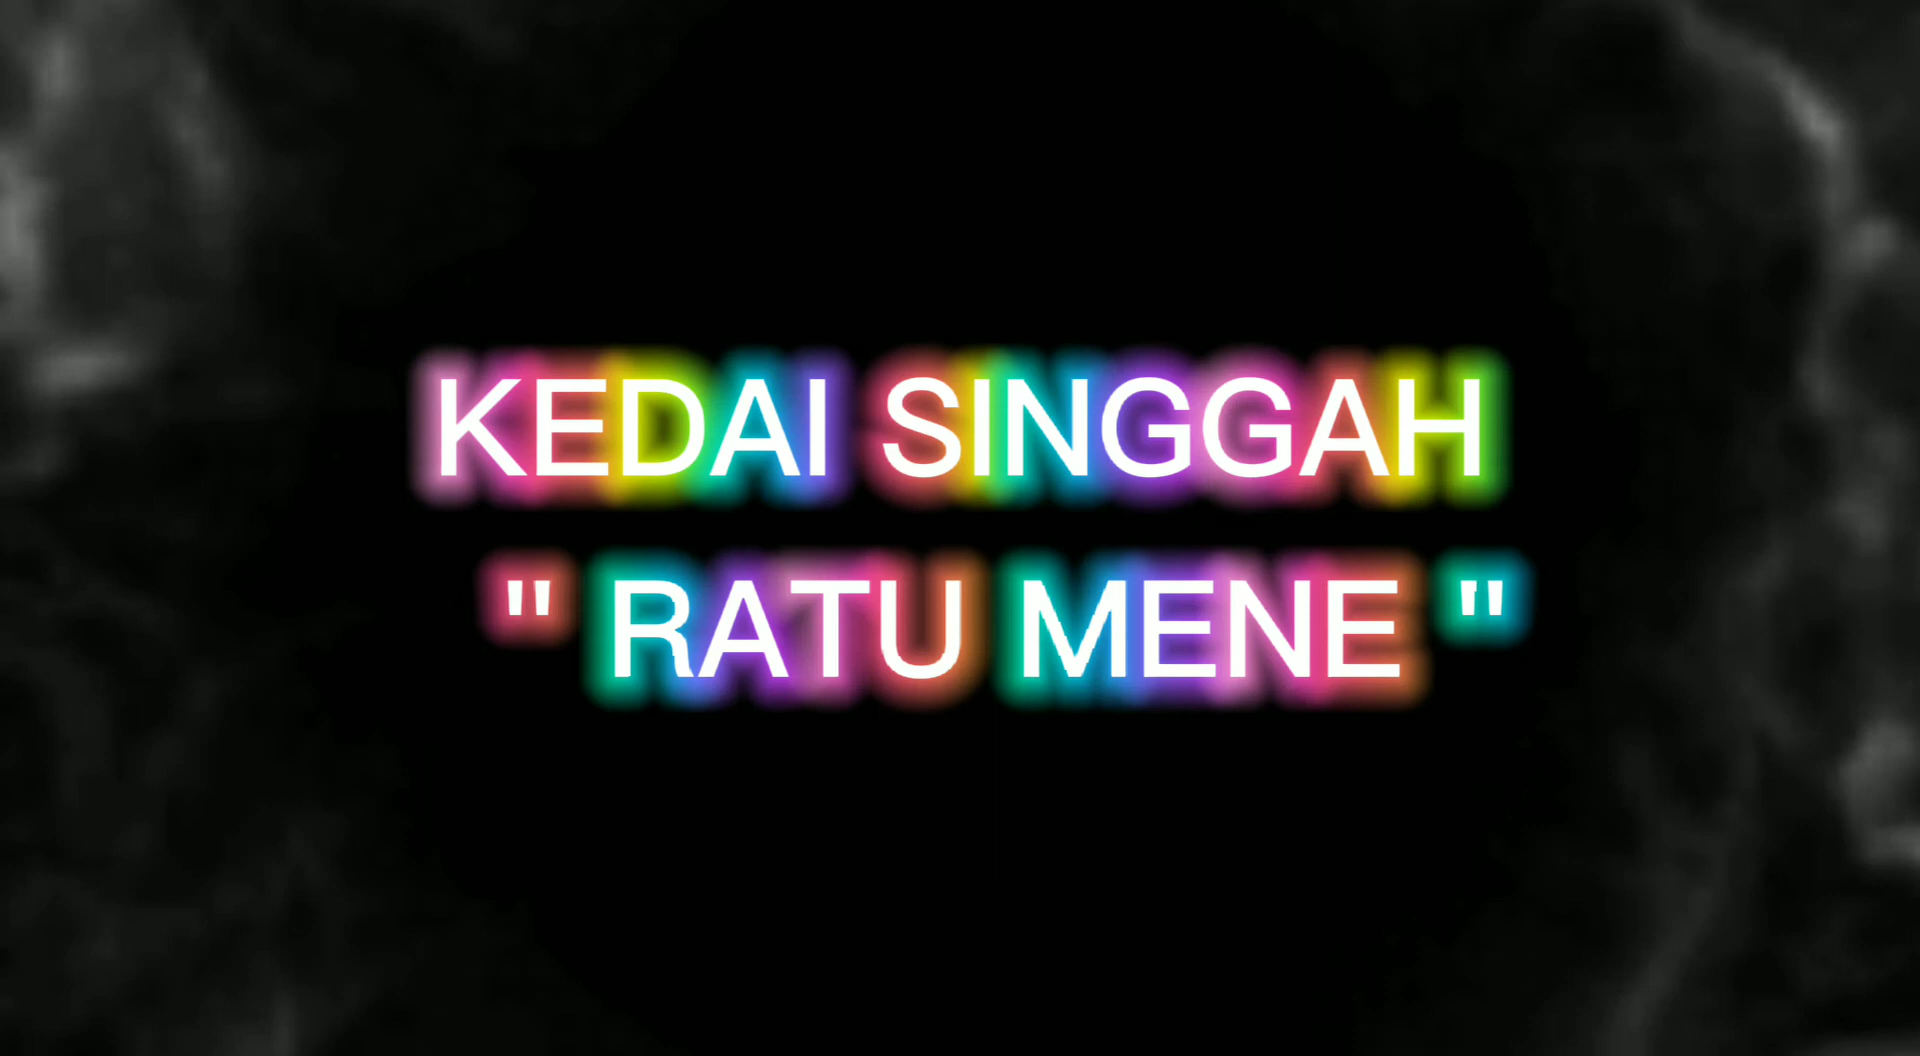 KEDAI SINGGAH
" RATU MENE "